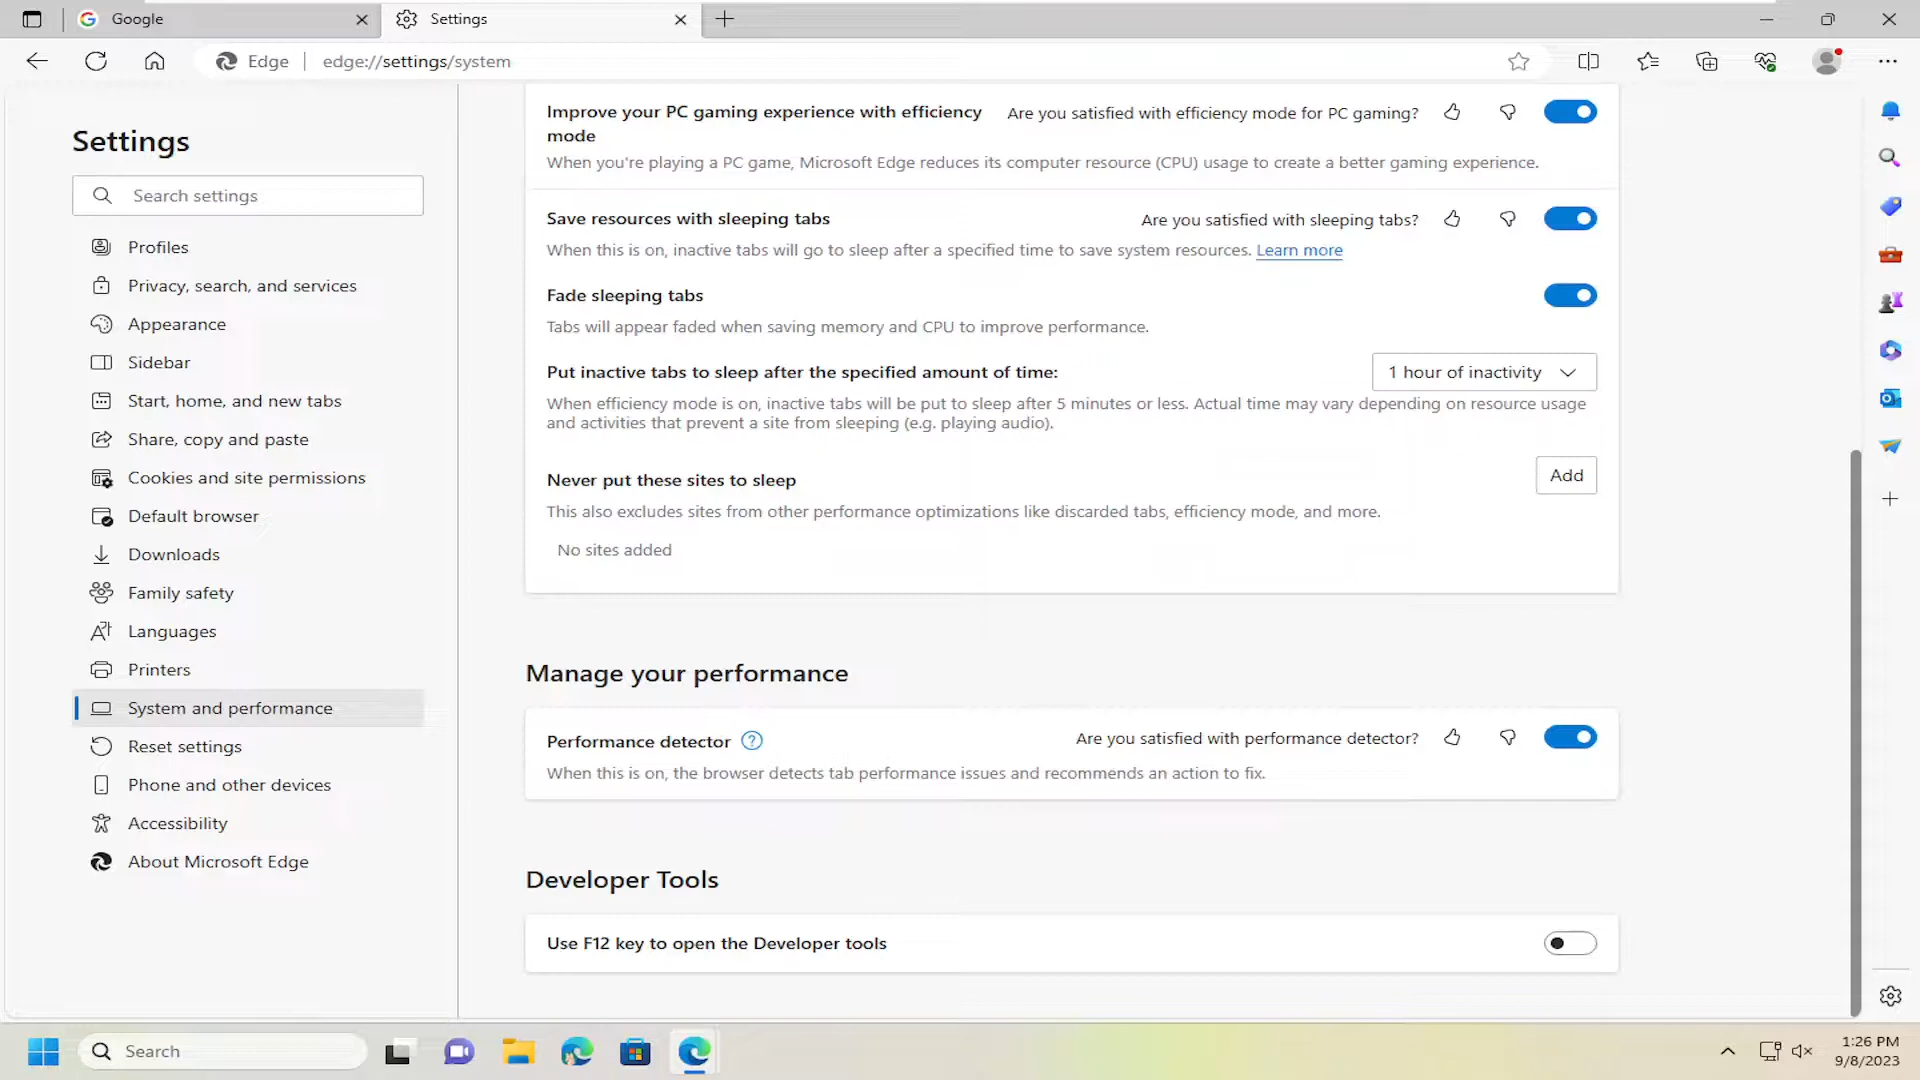 Google
Settings
Edge
edge://settings/system
Settings
Search settings
Profiles
Privacy, search, and services
Appearance
Sidebar
Start, home, and new tabs
Share, copy and paste
Cookies and site permissions
Default browser
Downloads
Family safety
Languages
Printers
System and performance
Reset settings
Phone and other devices
Accessibility
About Microsoft Edge
Improve your PC gaming experience with efficiency
mode
Are you satisfied with efficiency mode for PC gaming?
When you're playing a PC game, Microsoft Edge reduces its computer resource (CPU) usage to create a better gaming experience.
Save resources with sleeping tabs
Are you satisfied with sleeping tabs?
When this is on, inactive tabs will go to sleep after a specified time to save system resources. Learn more
Fade sleeping tabs
Tabs will appear faded when saving memory and CPU to improve performance.
Put inactive tabs to sleep after the specified amount of time:
1 hour of inactivity
When efficiency mode is on, inactive tabs will be put to sleep after 5 minutes or less. Actual time may vary depending on resource usage
and activities that prevent a site from sleeping (e.g. playing audio).
Never put these sites to sleep
Add
This also excludes sites from other performance optimizations like discarded tabs, efficiency mode, and more.
No sites added
Manage your performance
Performance detector
Are you satisfied with performance detector?
When this is on, the browser detects tab performance issues and recommends an action to fix.
Developer Tools
Use F12 key to open the Developer tools
Search
1:26 PM
9/8/2023